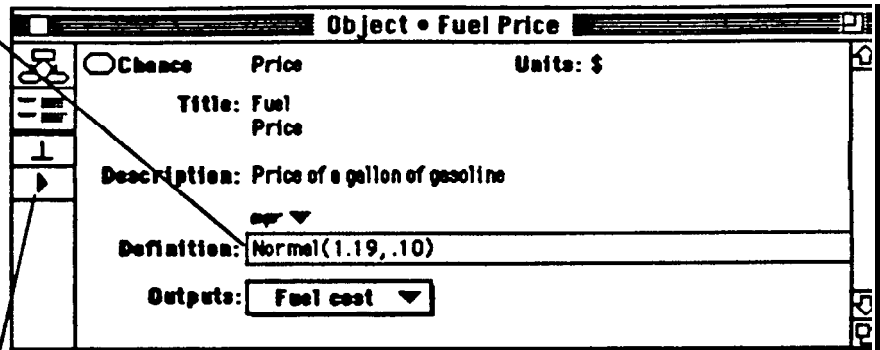 Object • Fuel Price
Chance Price Units: $
Title: Fuel
Price
Description: Price of a gallon of gasoline
expr
Definition: Normal(1.19,.10)
Outputs: Fuel cost